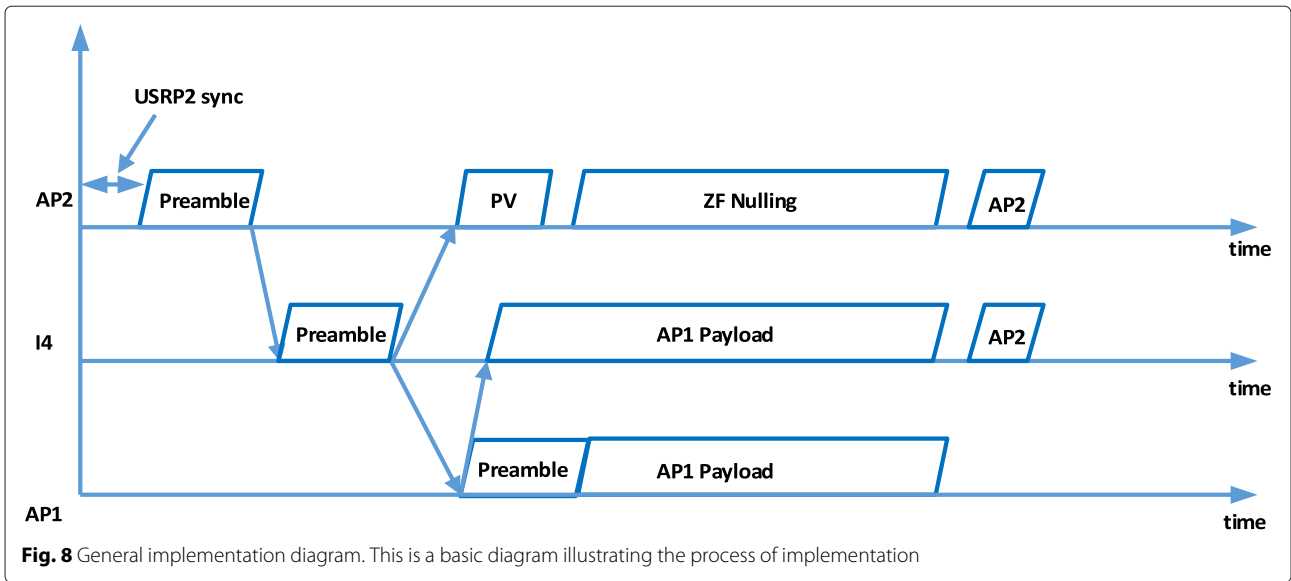 USRP2 sync
AP2
Preamble
PV
ZF Nulling
AP2
time
I4
Preamble
AP1 Payload
AP2
time
Preamble
AP1 Payload
AP1
time
Fig. 8 General implementation diagram. This is a basic diagram illustrating the process of implementation